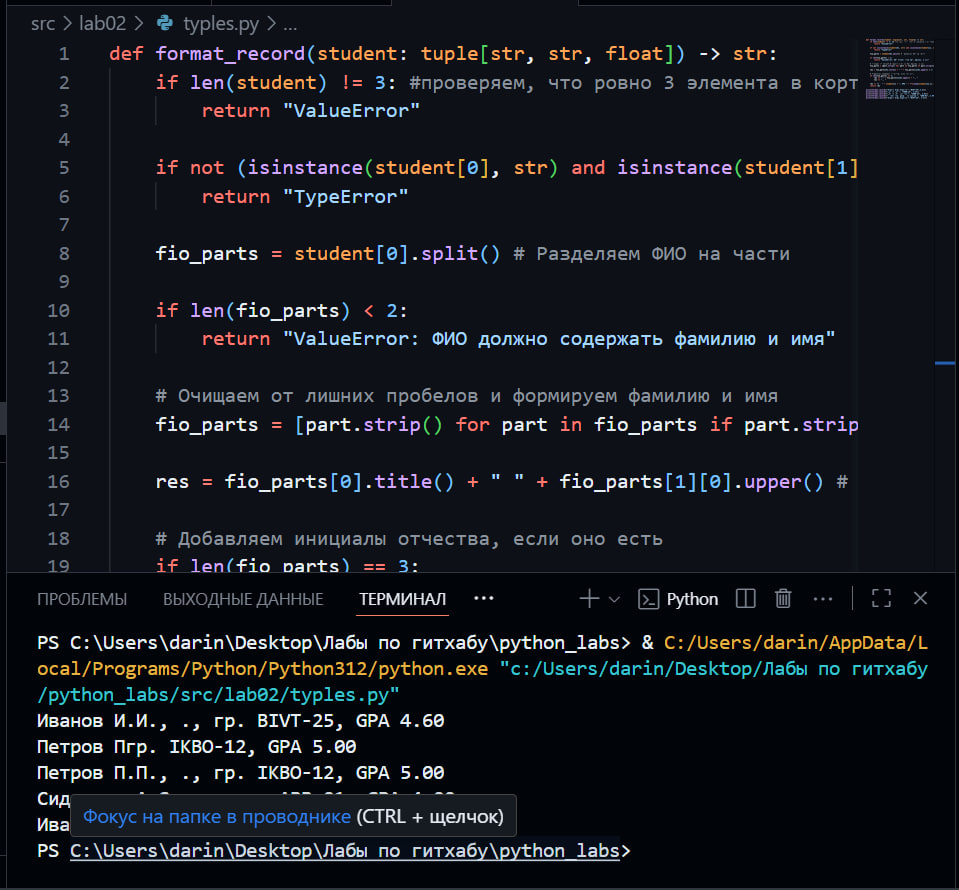 src > lab02 > typles.py > ...
1 def format_record(student: tuple[str, str, float]) -> str:
2 if len(student) != 3: #проверяем, что ровно 3 элемента в корт
3 return "ValueError"
4
5 if not (isinstance(student[0], str) and isinstance(student[1]
6 return "TypeError"
7
8 fio_parts = student[0].split() # Разделяем ФИО на части
9
10 if len(fio_parts) < 2:
11 return "ValueError: ФИО должно содержать фамилию и имя"
12
13 # Очищаем от лишних пробелов и формируем фамилию и имя
14 fio_parts = [part.strip() for part in fio_parts if part.strip
15
16 res = fio_parts[0].title() + " " + fio_parts[1][0].upper() #
17
18 # Добавляем инициалы отчества, если оно есть
19 if len(fio_parts) == 3:
ПРОБЛЕМЫ ВЫХОДНЫЕ ДАННЫЕ ТЕРМИНАЛ ... Python ...
PS C:\Users\darin\Desktop\Лабы по гитхабу\python_labs> & C:/Users/darin/AppData/L
ocal/Programs/Python/Python312/python.exe "c:/Users/darin/Desktop/Лабы по гитхабу
/python_labs/src/lab02/typles.py"
Иванов И.И., ., гр. BIVT-25, GPA 4.60
Петров Пгр. IKBO-12, GPA 5.00
Петров П.П., ., гр. IKBO-12, GPA 5.00
Сид
Ива
Фокус на папке в проводнике (CTRL + щелчок)
PS C:\Users\darin\Desktop\Лабы по гитхабу\python_labs>